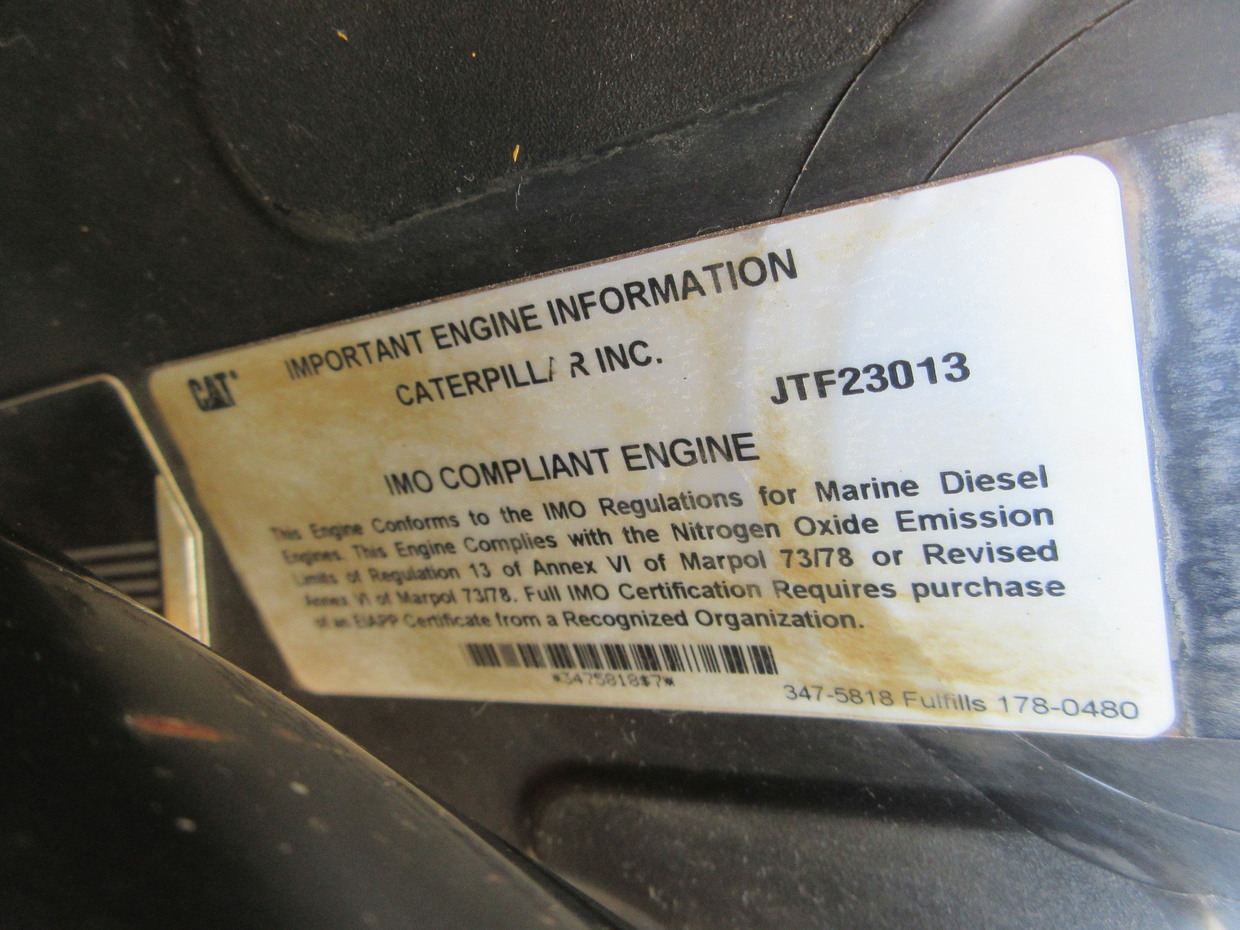 CAT
IMPORTANT ENGINE INFORMATION
CATERPILLAR INC.
JTF23013
IMO COMPLIANT ENGINE
This Engine Conforms to the IMO Regulations for Marine Diesel
Engines. This Engine Complies with the Nitrogen Oxide Emission
Limits of Regulation 13 of Annex VI of Marpol 73/78 or Revised
Annex VI of Marpol 73/78. Full IMO Certification Requires purchase
of an EIAPP Certificate from a Recognized Organization.
*3475818$7*
347-5818 Fulfills 178-0480